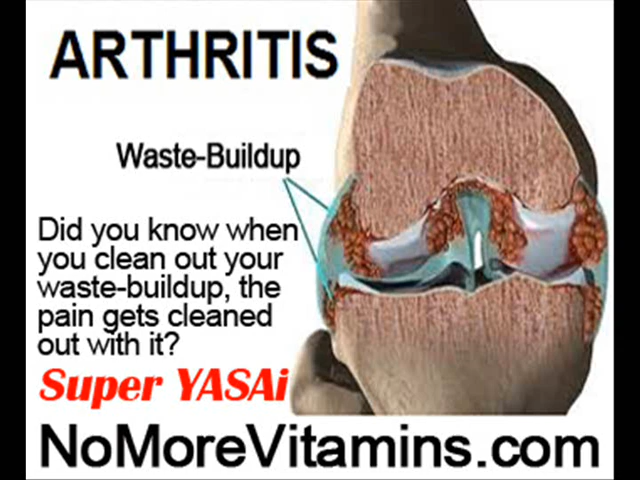 ARTHRITIS
Waste-Buildup
Did you know when
you clean out your
waste-buildup, the
pain gets cleaned
out with it?
Super YASAi
NoMoreVitamins.com